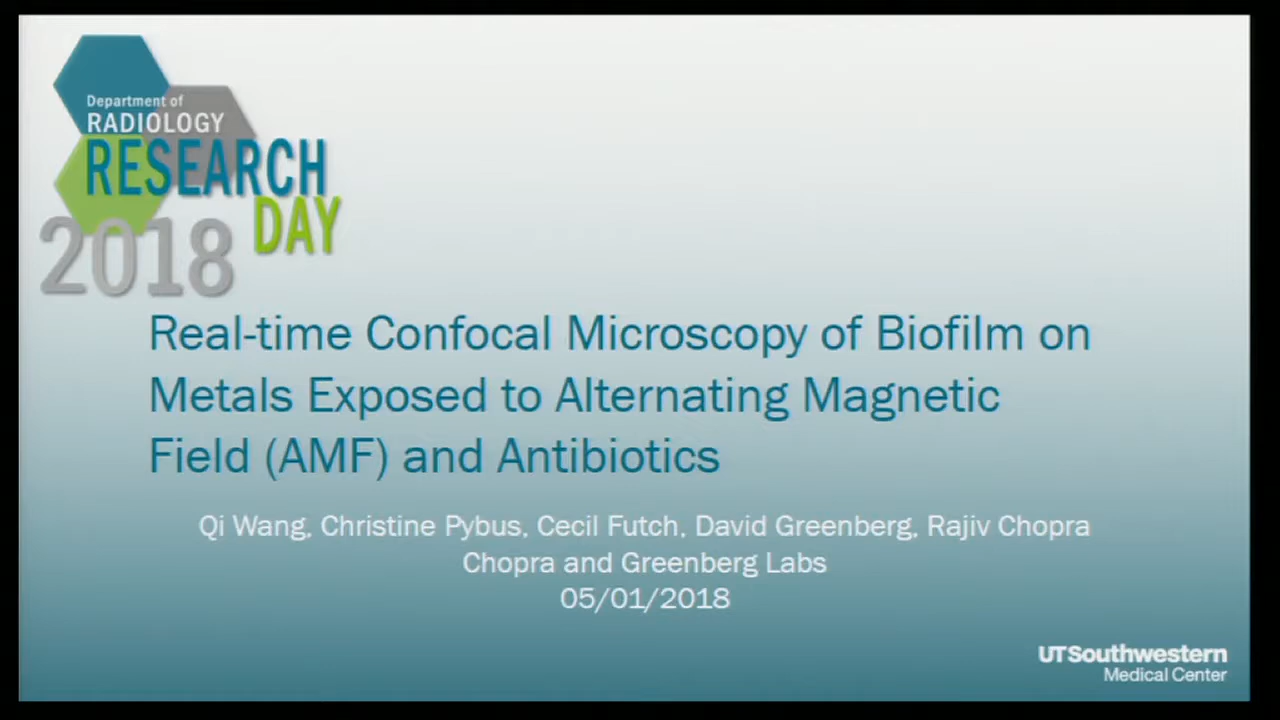 Department of
RADIOLOGY
RESEARCH
DAY
2018
Real-time Confocal Microscopy of Biofilm on
Metals Exposed to Alternating Magnetic
Field (AMF) and Antibiotics
Qi Wang, Christine Pybus, Cecil Futch, David Greenberg, Rajiv Chopra
Chopra and Greenberg Labs
05/01/2018
UTSouthwestern
Medical Center